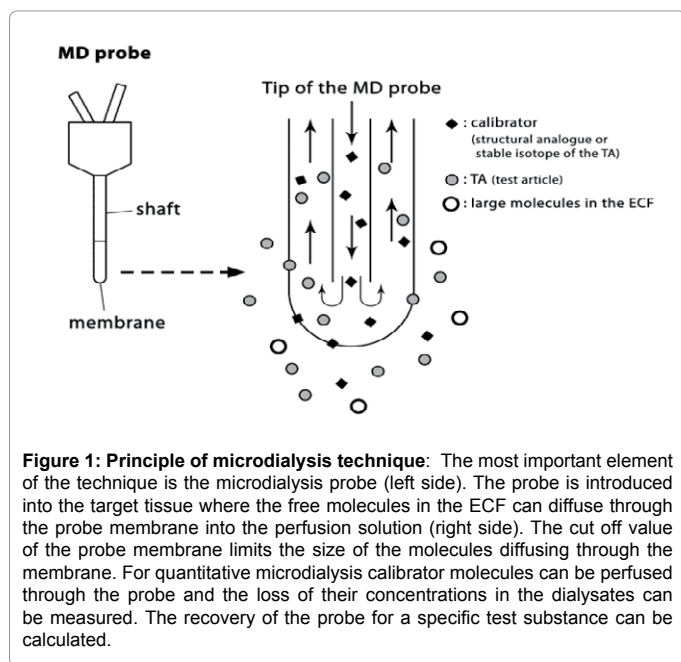 MD probe
Tip of the MD probe
◆ : calibrator
(structural analogue or
stable isotope of the TA)
: TA (test article)
: large molecules in the ECF
shaft
membrane
Figure 1: Principle of microdialysis technique: The most important element
of the technique is the microdialysis probe (left side). The probe is introduced
into the target tissue where the free molecules in the ECF can diffuse through
the probe membrane into the perfusion solution (right side). The cut off value
of the probe membrane limits the size of the molecules diffusing through the
membrane. For quantitative microdialysis calibrator molecules can be perfused
through the probe and the loss of their concentrations in the dialysates can
be measured. The recovery of the probe for a specific test substance can be
calculated.